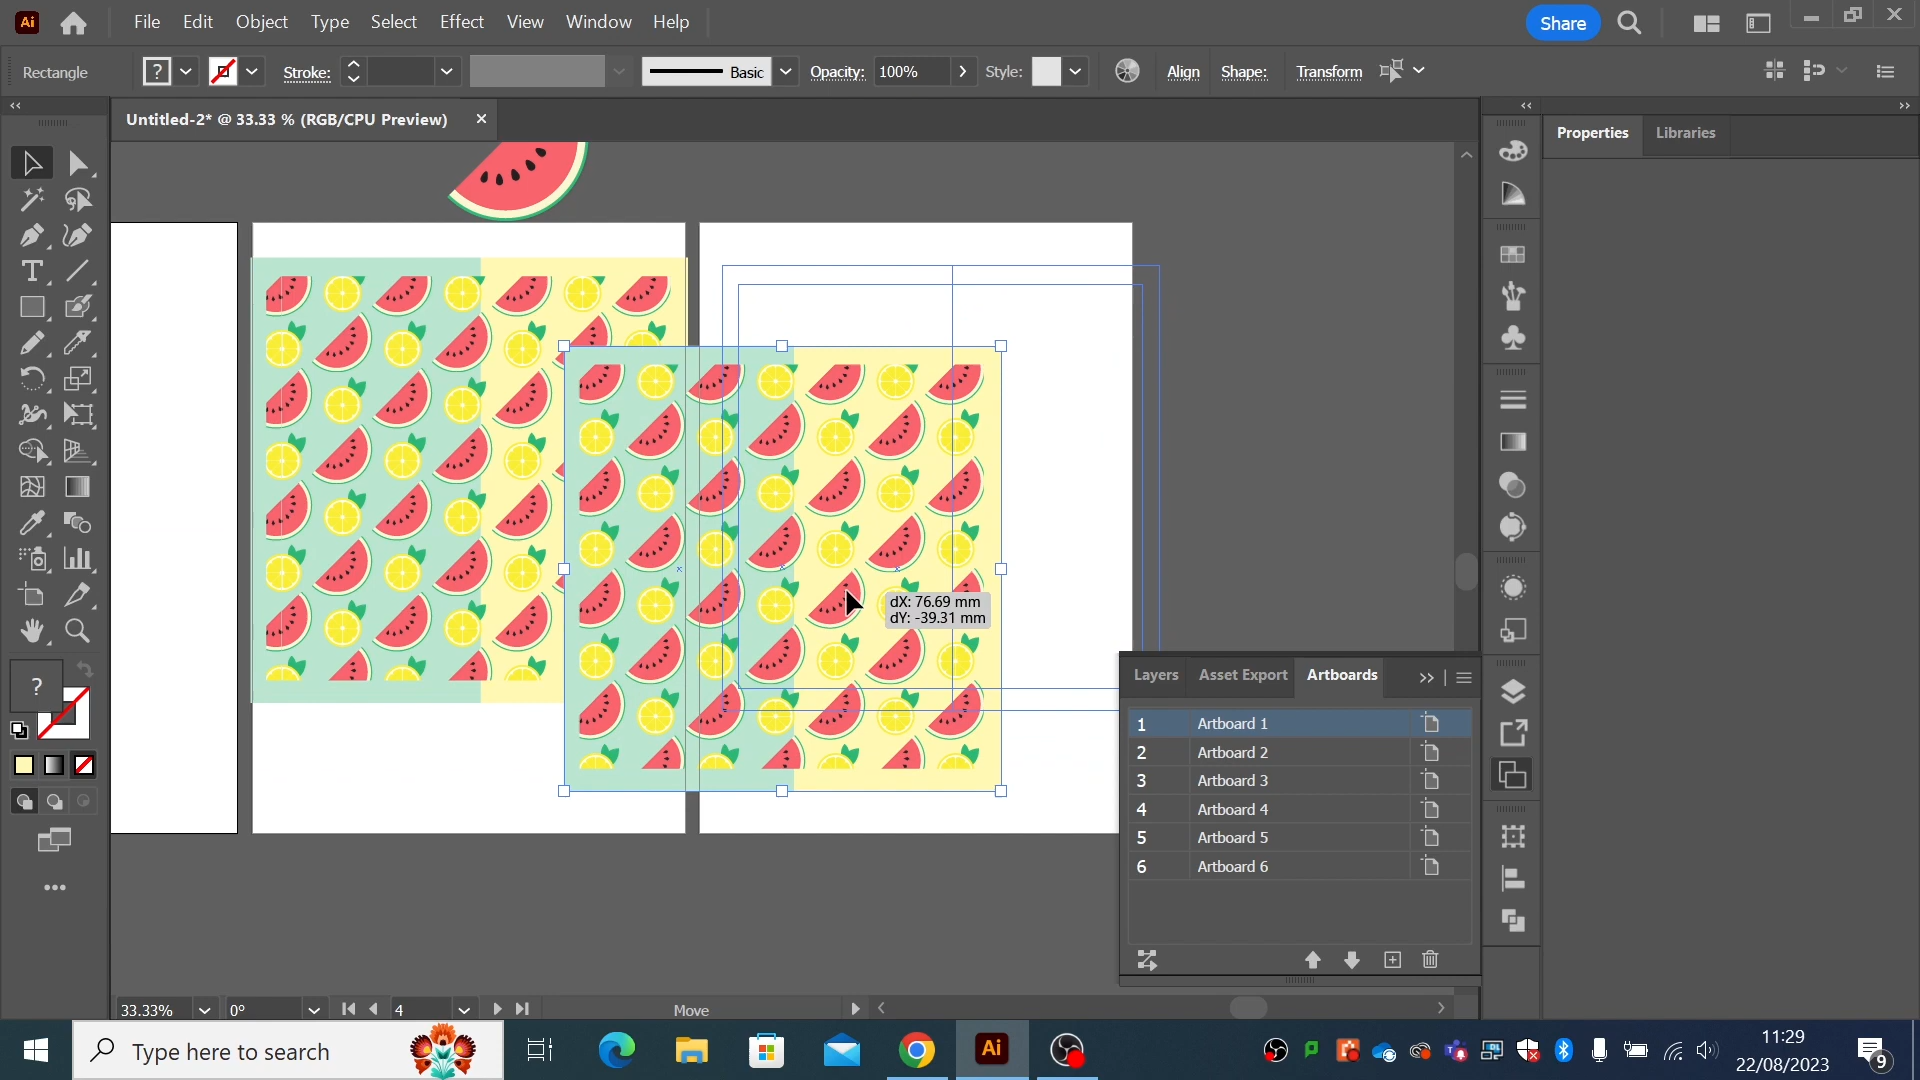 Ai
File
Edit
Object
Type
Select
Effect
View
Window
Help
Share
Rectangle
?
Stroke:
Basic
Opacity:
100%
Style:
Align
Shape:
Transform
Untitled-2* @ 33.33 % (RGB/CPU Preview)
Properties
Libraries
dX: 76.69 mm
dY: -39.31 mm
T
?
Layers
Asset Export
Artboards
1 Artboard 1
2 Artboard 2
3 Artboard 3
4 Artboard 4
5 Artboard 5
6 Artboard 6
33.33%
0°
4
Move
Type here to search
Ai
11:29
22/08/2023
9